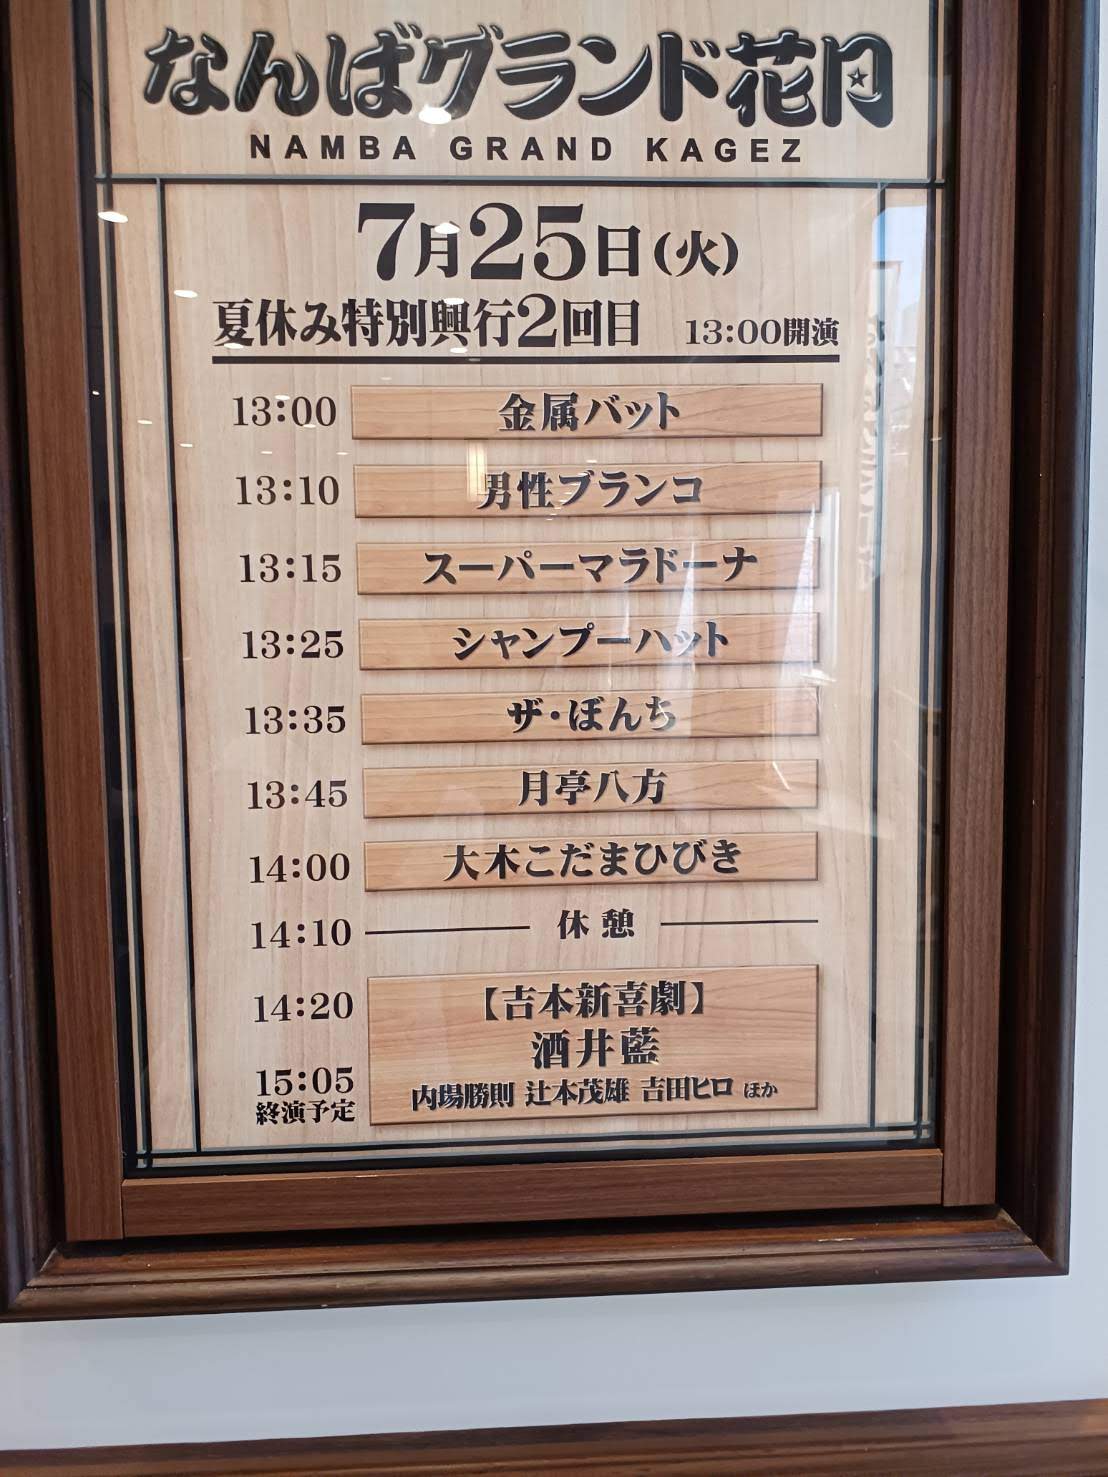 なんばグランド花月
NAMBA GRAND KAGEZ
7月25日(火)
夏休み特別興行2回目 13:00開演
13:00 金属バット
13:10 男性ブランコ
13:15 スーパーマラドーナ
13:25 シャンプーハット
13:35 ザ・ぼんち
13:45 月亭八方
14:00 大木こだまひびき
14:10 休憩
14:20 【吉本新喜劇】
酒井藍
15:05 内場勝則 辻本茂雄 吉田ヒロ ほか
終演予定